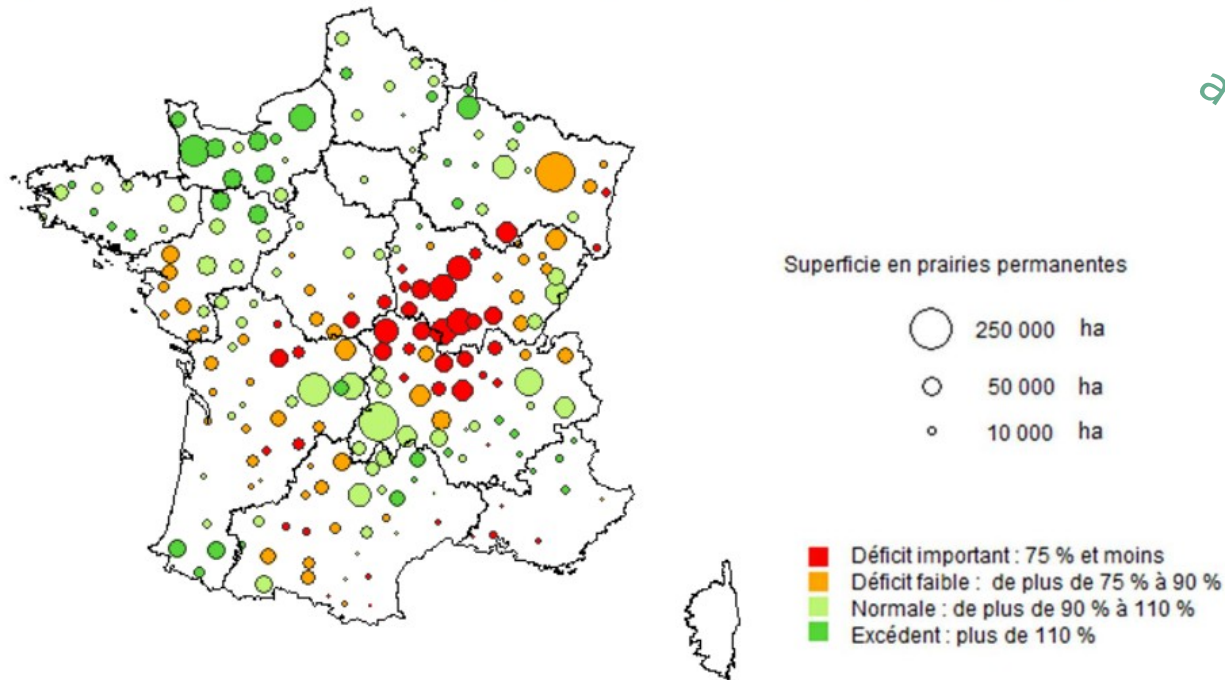 a
Superficie en prairies permanentes
250 000 ha
50 000 ha
10 000 ha
Déficit important : 75 % et moins
Déficit faible : de plus de 75 % à 90 %
Normale : de plus de 90 % à 110 %
Excédent : plus de 110 %